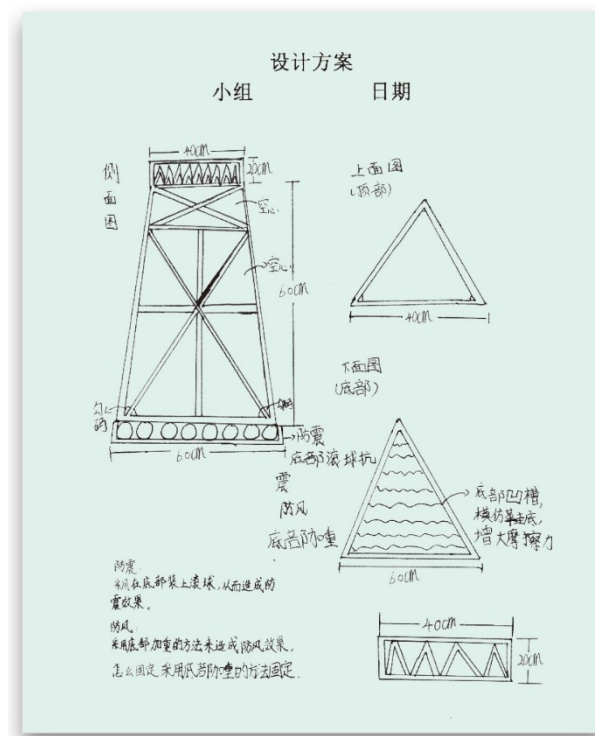 设计方案
小组 日期
侧面图
40cm
20cm
空心
空心
60cm
60cm
防震
底部滚球抗
震
防风
底部加重
上面图
(顶部)
40cm
下面图
(底部)
底部凹槽,
模仿鞋底,
增大摩擦力
60cm
40cm
20cm
防震:
采用在底部装上滚球,从而造成防
震效果。
防风:
采用底部加重的方法来达成防风效果。
怎么固定 采用底部加重的方法固定.